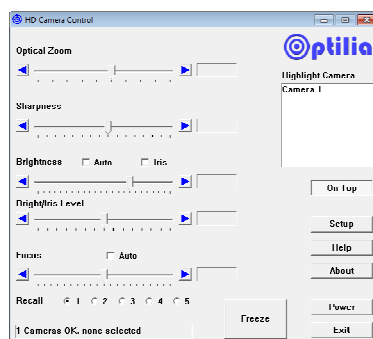 HD Camera Control
Optilia
Optical Zoom
Highlight Camera
Camera 1
Sharpness
Brightness Auto Iris
On Top
Bright/Iris Level
Setup
Help
Focus Auto
About
Recall 1 2 3 4 5
Power
Freeze
1 Cameras OK. none selected
Exit